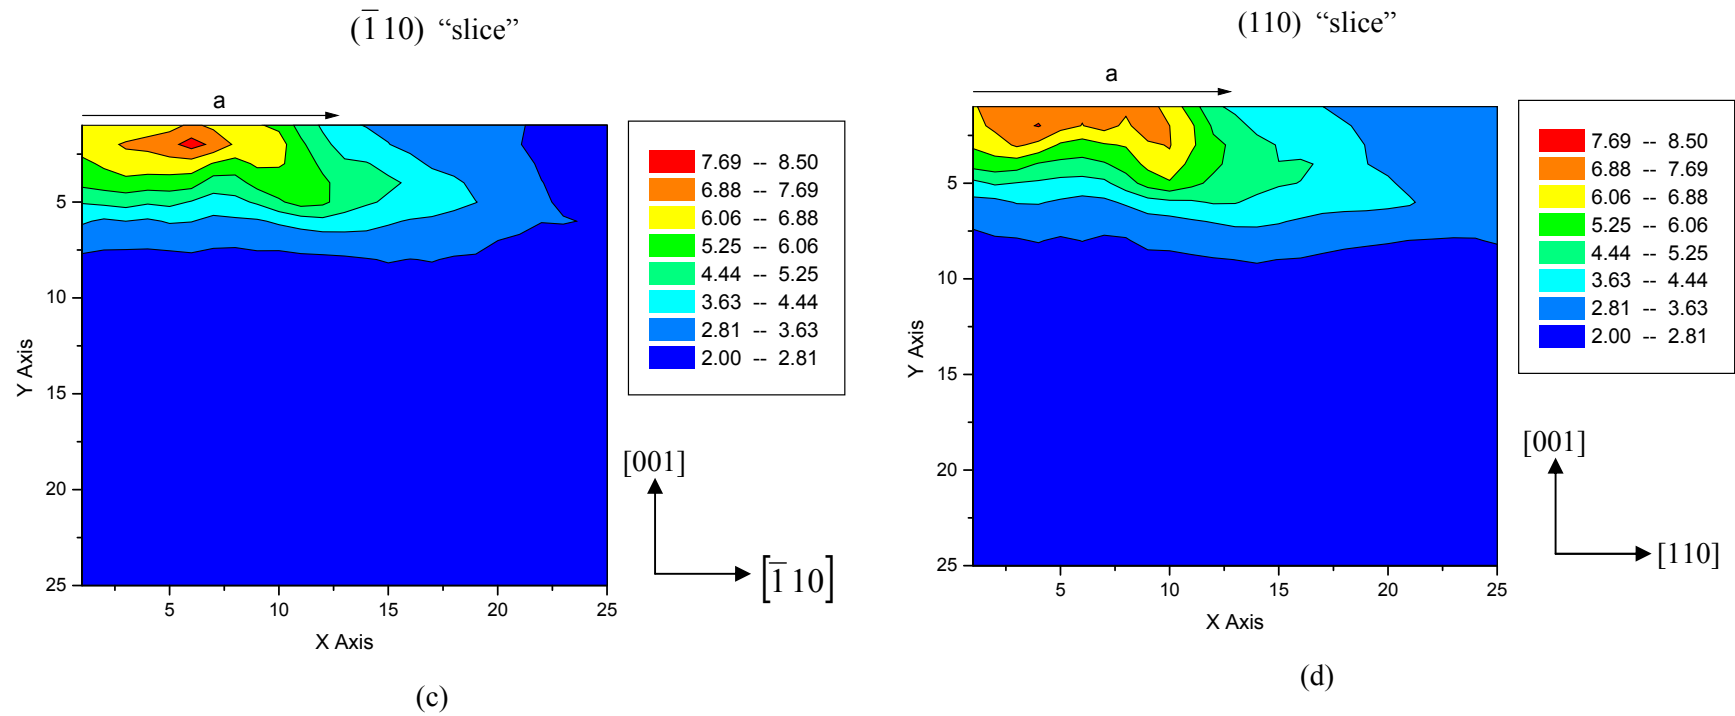 (1̅10) “slice”
a
7.69 -- 8.50
6.88 -- 7.69
6.06 -- 6.88
5.25 -- 6.06
4.44 -- 5.25
3.63 -- 4.44
2.81 -- 3.63
2.00 -- 2.81
5
10
15
20
25
Y Axis
5
10
15
20
25
X Axis
[001]
[1̅10]
(c)
(110) “slice”
a
7.69 -- 8.50
6.88 -- 7.69
6.06 -- 6.88
5.25 -- 6.06
4.44 -- 5.25
3.63 -- 4.44
2.81 -- 3.63
2.00 -- 2.81
5
10
15
20
25
Y Axis
5
10
15
20
25
X Axis
[001]
[110]
(d)